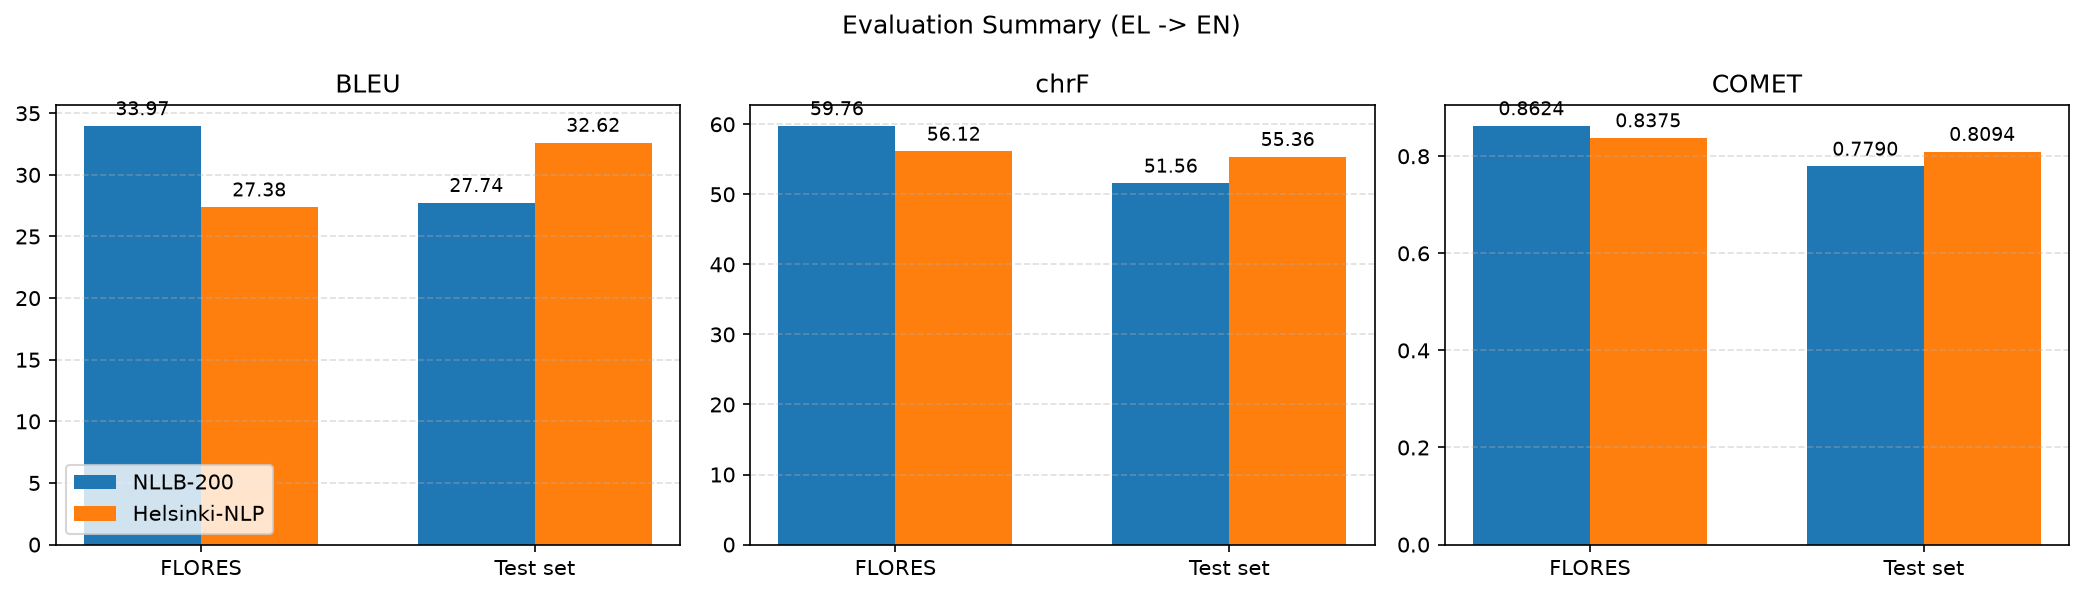 Evaluation Summary (EL -> EN)
BLEU
35
30
25
20
15
10
5
0
33.97
27.38
27.74
32.62
NLLB-200
Helsinki-NLP
FLORES
Test set
chrF
60
50
40
30
20
10
0
59.76
56.12
51.56
55.36
FLORES
Test set
COMET
0.8
0.6
0.4
0.2
0.0
0.8624
0.8375
0.7790
0.8094
FLORES
Test set